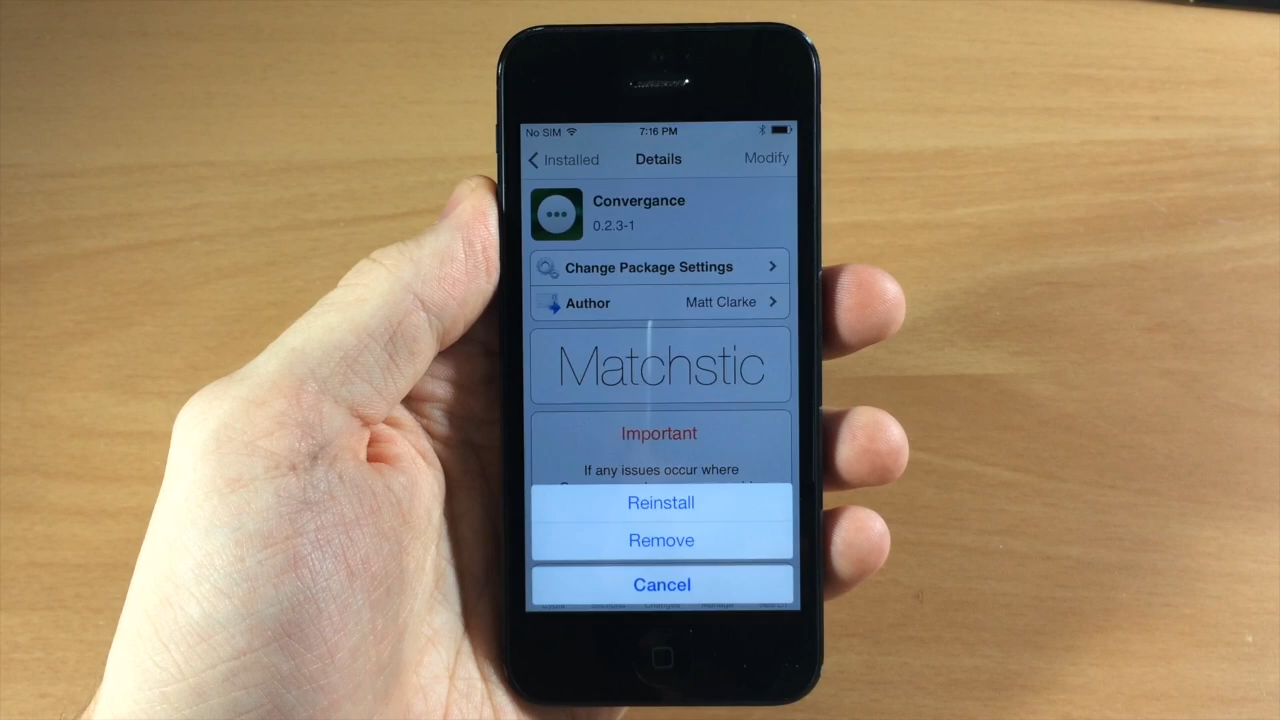 No SIM 7:16 PM
Installed Details Modify
Convergance
0.2.3-1
Change Package Settings
Author Matt Clarke
Matchstic
Important
If any issues occur where
Reinstall
Remove
Cancel